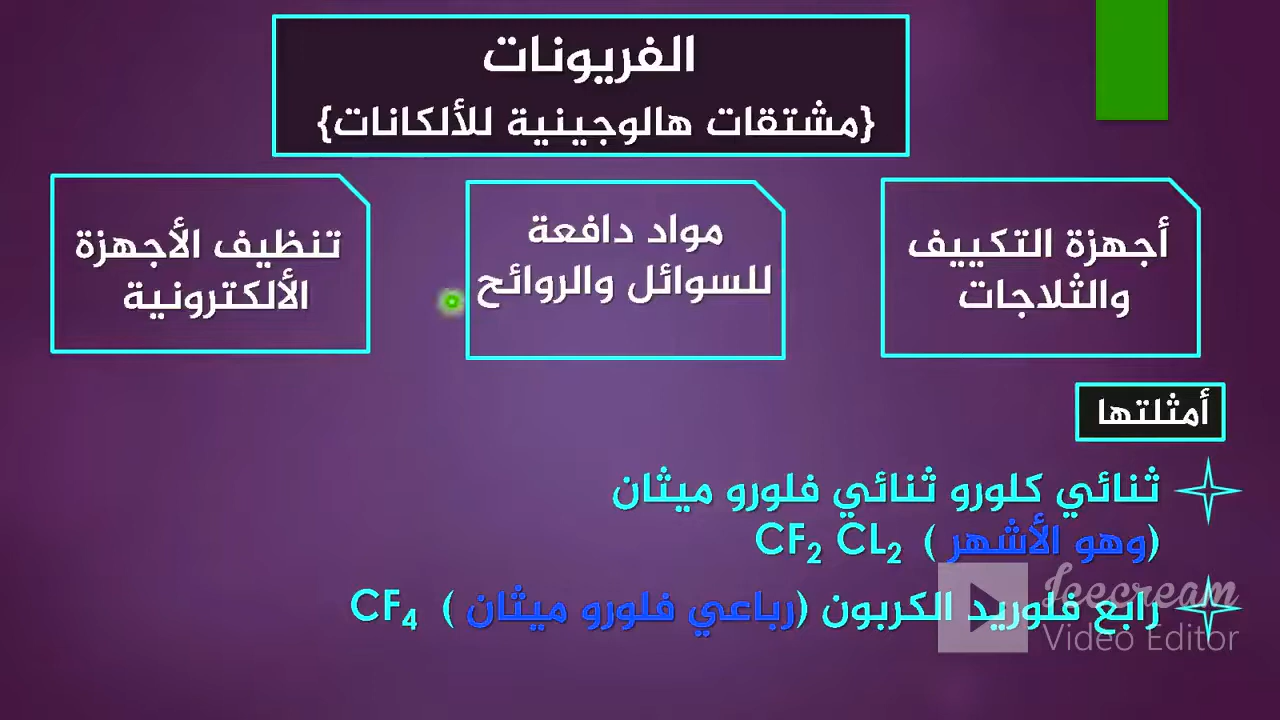 الفريونات
{مشتقات هالوجينية للألكانات}
أجهزة التكييف
والثلاجات
مواد دافعة
للسوائل والروائح
تنظيف الأجهزة
الألكترونية
أمثلتها
ثنائي كلورو ثنائي فلورو ميثان
(وهو الأشهر ) CF₂ CL₂
رابع فلوريد الكربون (رباعي فلورو ميثان ) CF₄
Icecream
Video Editor